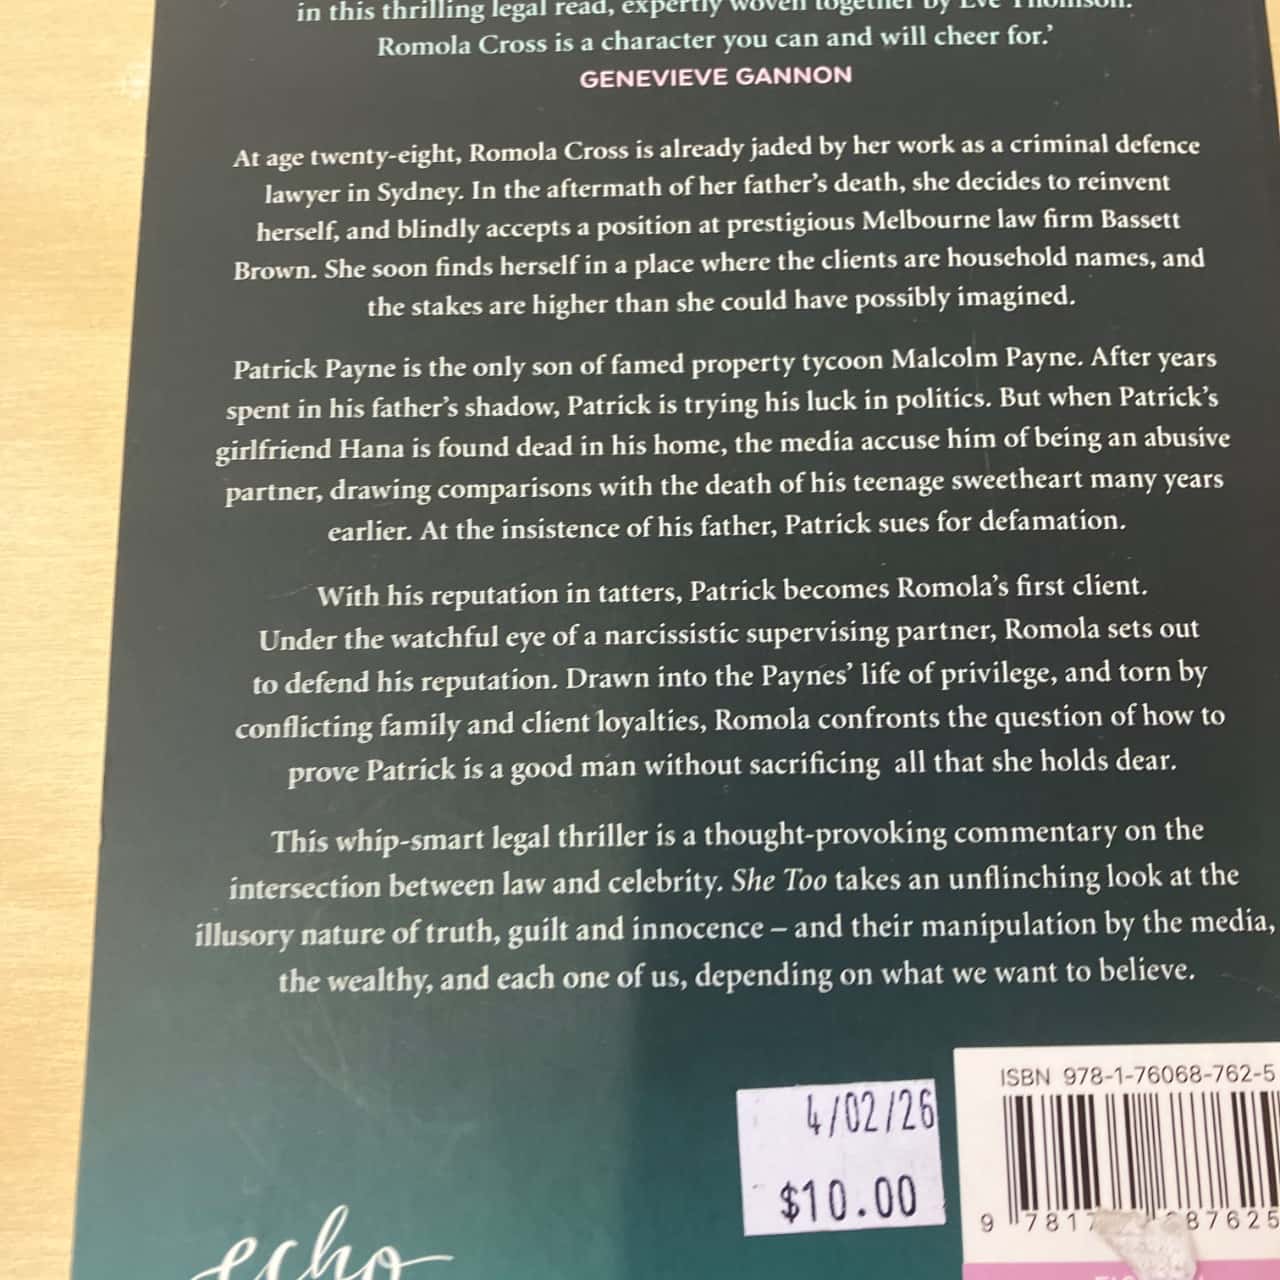 in this thrilling legal read, expertly woven together by Eve Thomson.
Romola Cross is a character you can and will cheer for.’
GENEVIEVE GANNON
At age twenty-eight, Romola Cross is already jaded by her work as a criminal defence
lawyer in Sydney. In the aftermath of her father’s death, she decides to reinvent
herself, and blindly accepts a position at prestigious Melbourne law firm Bassett
Brown. She soon finds herself in a place where the clients are household names, and
the stakes are higher than she could have possibly imagined.
Patrick Payne is the only son of famed property tycoon Malcolm Payne. After years
spent in his father’s shadow, Patrick is trying his luck in politics. But when Patrick’s
girlfriend Hana is found dead in his home, the media accuse him of being an abusive
partner, drawing comparisons with the death of his teenage sweetheart many years
earlier. At the insistence of his father, Patrick sues for defamation.
With his reputation in tatters, Patrick becomes Romola’s first client.
Under the watchful eye of a narcissistic supervising partner, Romola sets out
to defend his reputation. Drawn into the Paynes’ life of privilege, and torn by
conflicting family and client loyalties, Romola confronts the question of how to
prove Patrick is a good man without sacrificing all that she holds dear.
This whip-smart legal thriller is a thought-provoking commentary on the
intersection between law and celebrity. She Too takes an unflinching look at the
illusory nature of truth, guilt and innocence – and their manipulation by the media,
the wealthy, and each one of us, depending on what we want to believe.
ISBN 978-1-76068-762-5
4/02/26
$10.00
9 7817 87625
echo